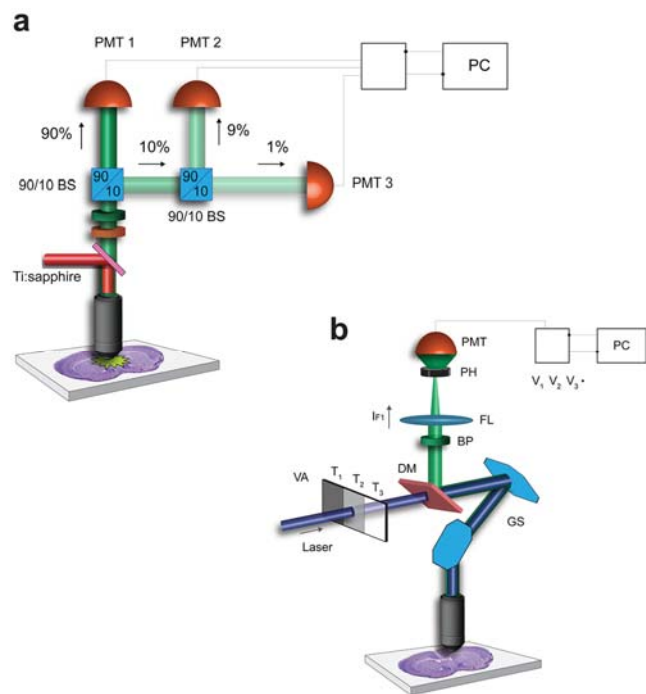 a
PMT 1
PMT 2
PC
90%
10%
9%
1%
90
10
90
10
90/10 BS
90/10 BS
PMT 3
Ti:sapphire
b
PMT
PC
PH
V1 V2 V3
IF1
FL
BP
DM
VA
T1
T2
T3
GS
Laser